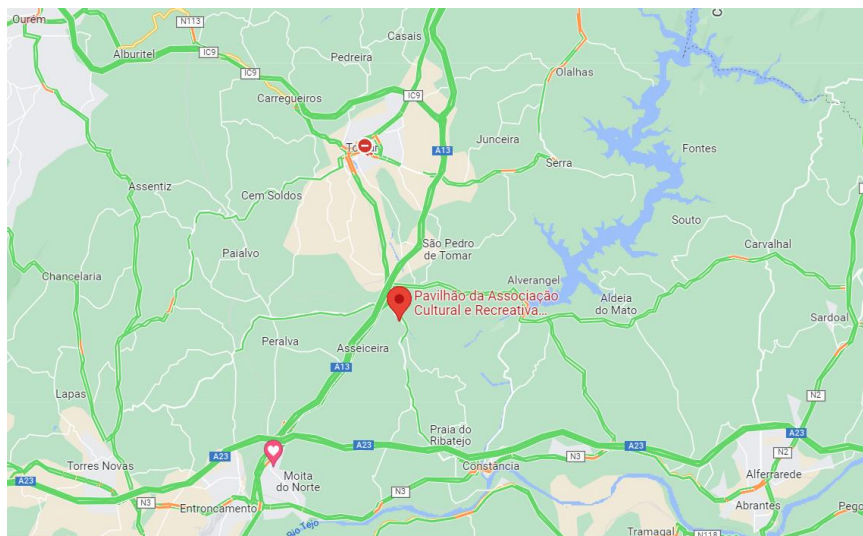 Ourém
N113
Casais
C
Alburitel
IC9
Pedreira
IC9
Olalhas
Carregueiros
IC9
Junceira
A13
Fontes
Serra
Assentiz
Cem Soldos
Souto
Paialvo
São Pedro
de Tomar
Carvalhal
Chancelaria
Alverangel
Pavilhão da Associação
Cultural e Recreativa...
Aldeia
do Mato
Sardoal
Peralva
Asseiceira
A13
Lapas
N2
Praia do
Ribatejo
A23
A23
A23
A23
N2
Torres Novas
Constância
N3
Moita
do Norte
Alferrarede
N3
N3
Entroncamento
Abrantes
Pego
Rio Tejo
Tramagal
N118